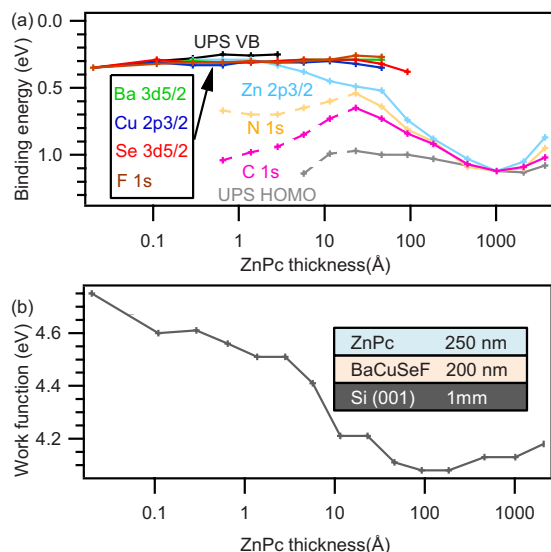 (a)
0.0
0.5
1.0
Binding energy (eV)
UPS VB
Ba 3d5/2
Cu 2p3/2
Se 3d5/2
F 1s
Zn 2p3/2
N 1s
C 1s
UPS HOMO
0.1 1 10 100 1000
ZnPc thickness(Å)
(b)
4.6
4.4
4.2
Work function (eV)
ZnPc 250 nm
BaCuSeF 200 nm
Si (001) 1mm
0.1 1 10 100 1000
ZnPc thickness(Å)